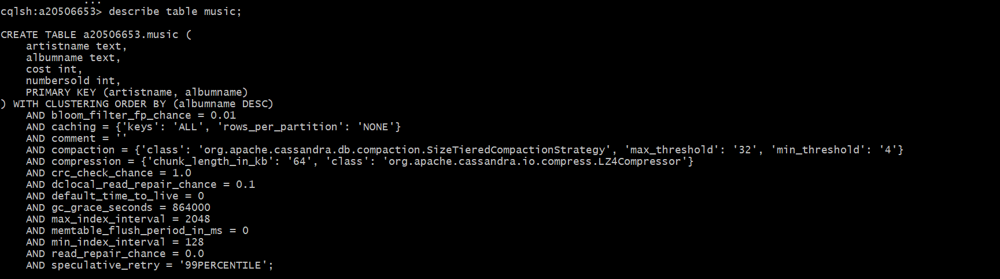 ...
cqlsh:a20506653> describe table music;
CREATE TABLE a20506653.music (
    artistname text,
    albumname text,
    cost int,
    numbersold int,
    PRIMARY KEY (artistname, albumname)
) WITH CLUSTERING ORDER BY (albumname DESC)
    AND bloom_filter_fp_chance = 0.01
    AND caching = {'keys': 'ALL', 'rows_per_partition': 'NONE'}
    AND comment = ''
    AND compaction = {'class': 'org.apache.cassandra.db.compaction.SizeTieredCompactionStrategy', 'max_threshold': '32', 'min_threshold': '4'}
    AND compression = {'chunk_length_in_kb': '64', 'class': 'org.apache.cassandra.io.compress.LZ4Compressor'}
    AND crc_check_chance = 1.0
    AND dclocal_read_repair_chance = 0.1
    AND default_time_to_live = 0
    AND gc_grace_seconds = 864000
    AND max_index_interval = 2048
    AND memtable_flush_period_in_ms = 0
    AND min_index_interval = 128
    AND read_repair_chance = 0.0
    AND speculative_retry = '99PERCENTILE';